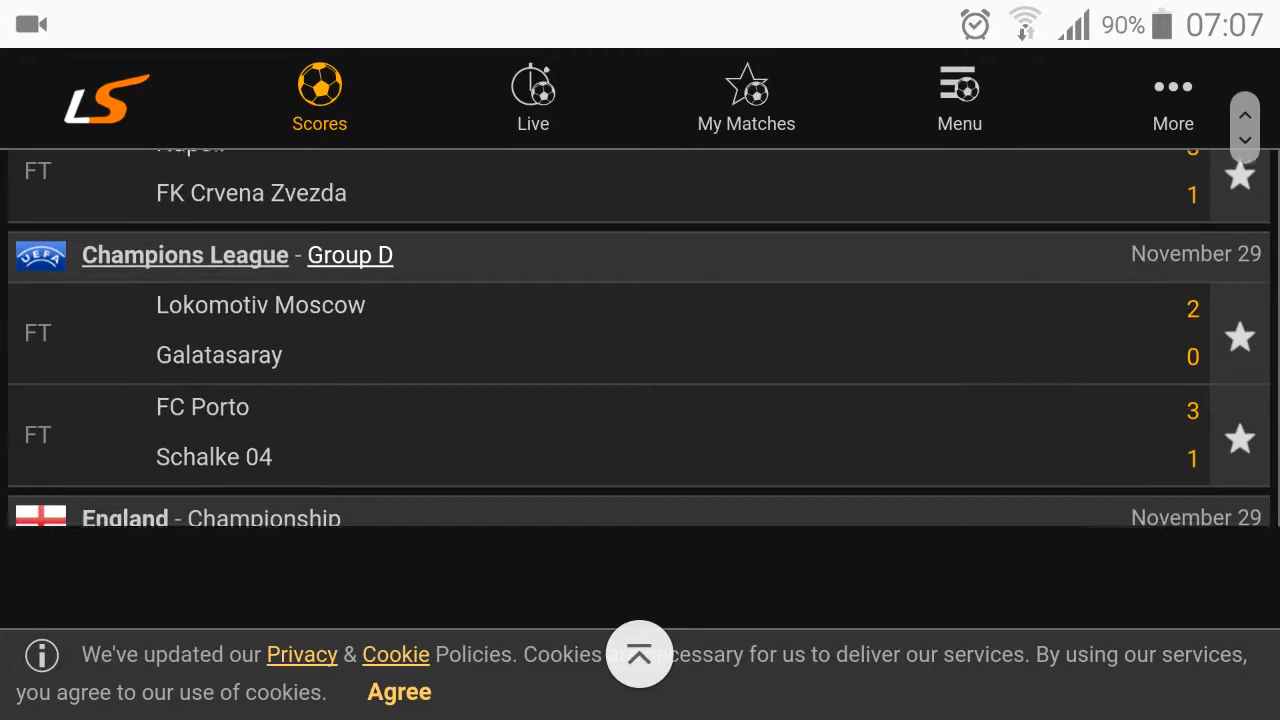 90% 07:07
LS Scores Live My Matches Menu More
FT
FK Crvena Zvezda 1
UEFA Champions League - Group D November 29
Lokomotiv Moscow 2
FT
Galatasaray 0
FC Porto 3
FT
Schalke 04 1
England - Championship November 29
We've updated our Privacy & Cookie Policies. Cookies necessary for us to deliver our services. By using our services,
you agree to our use of cookies. Agree